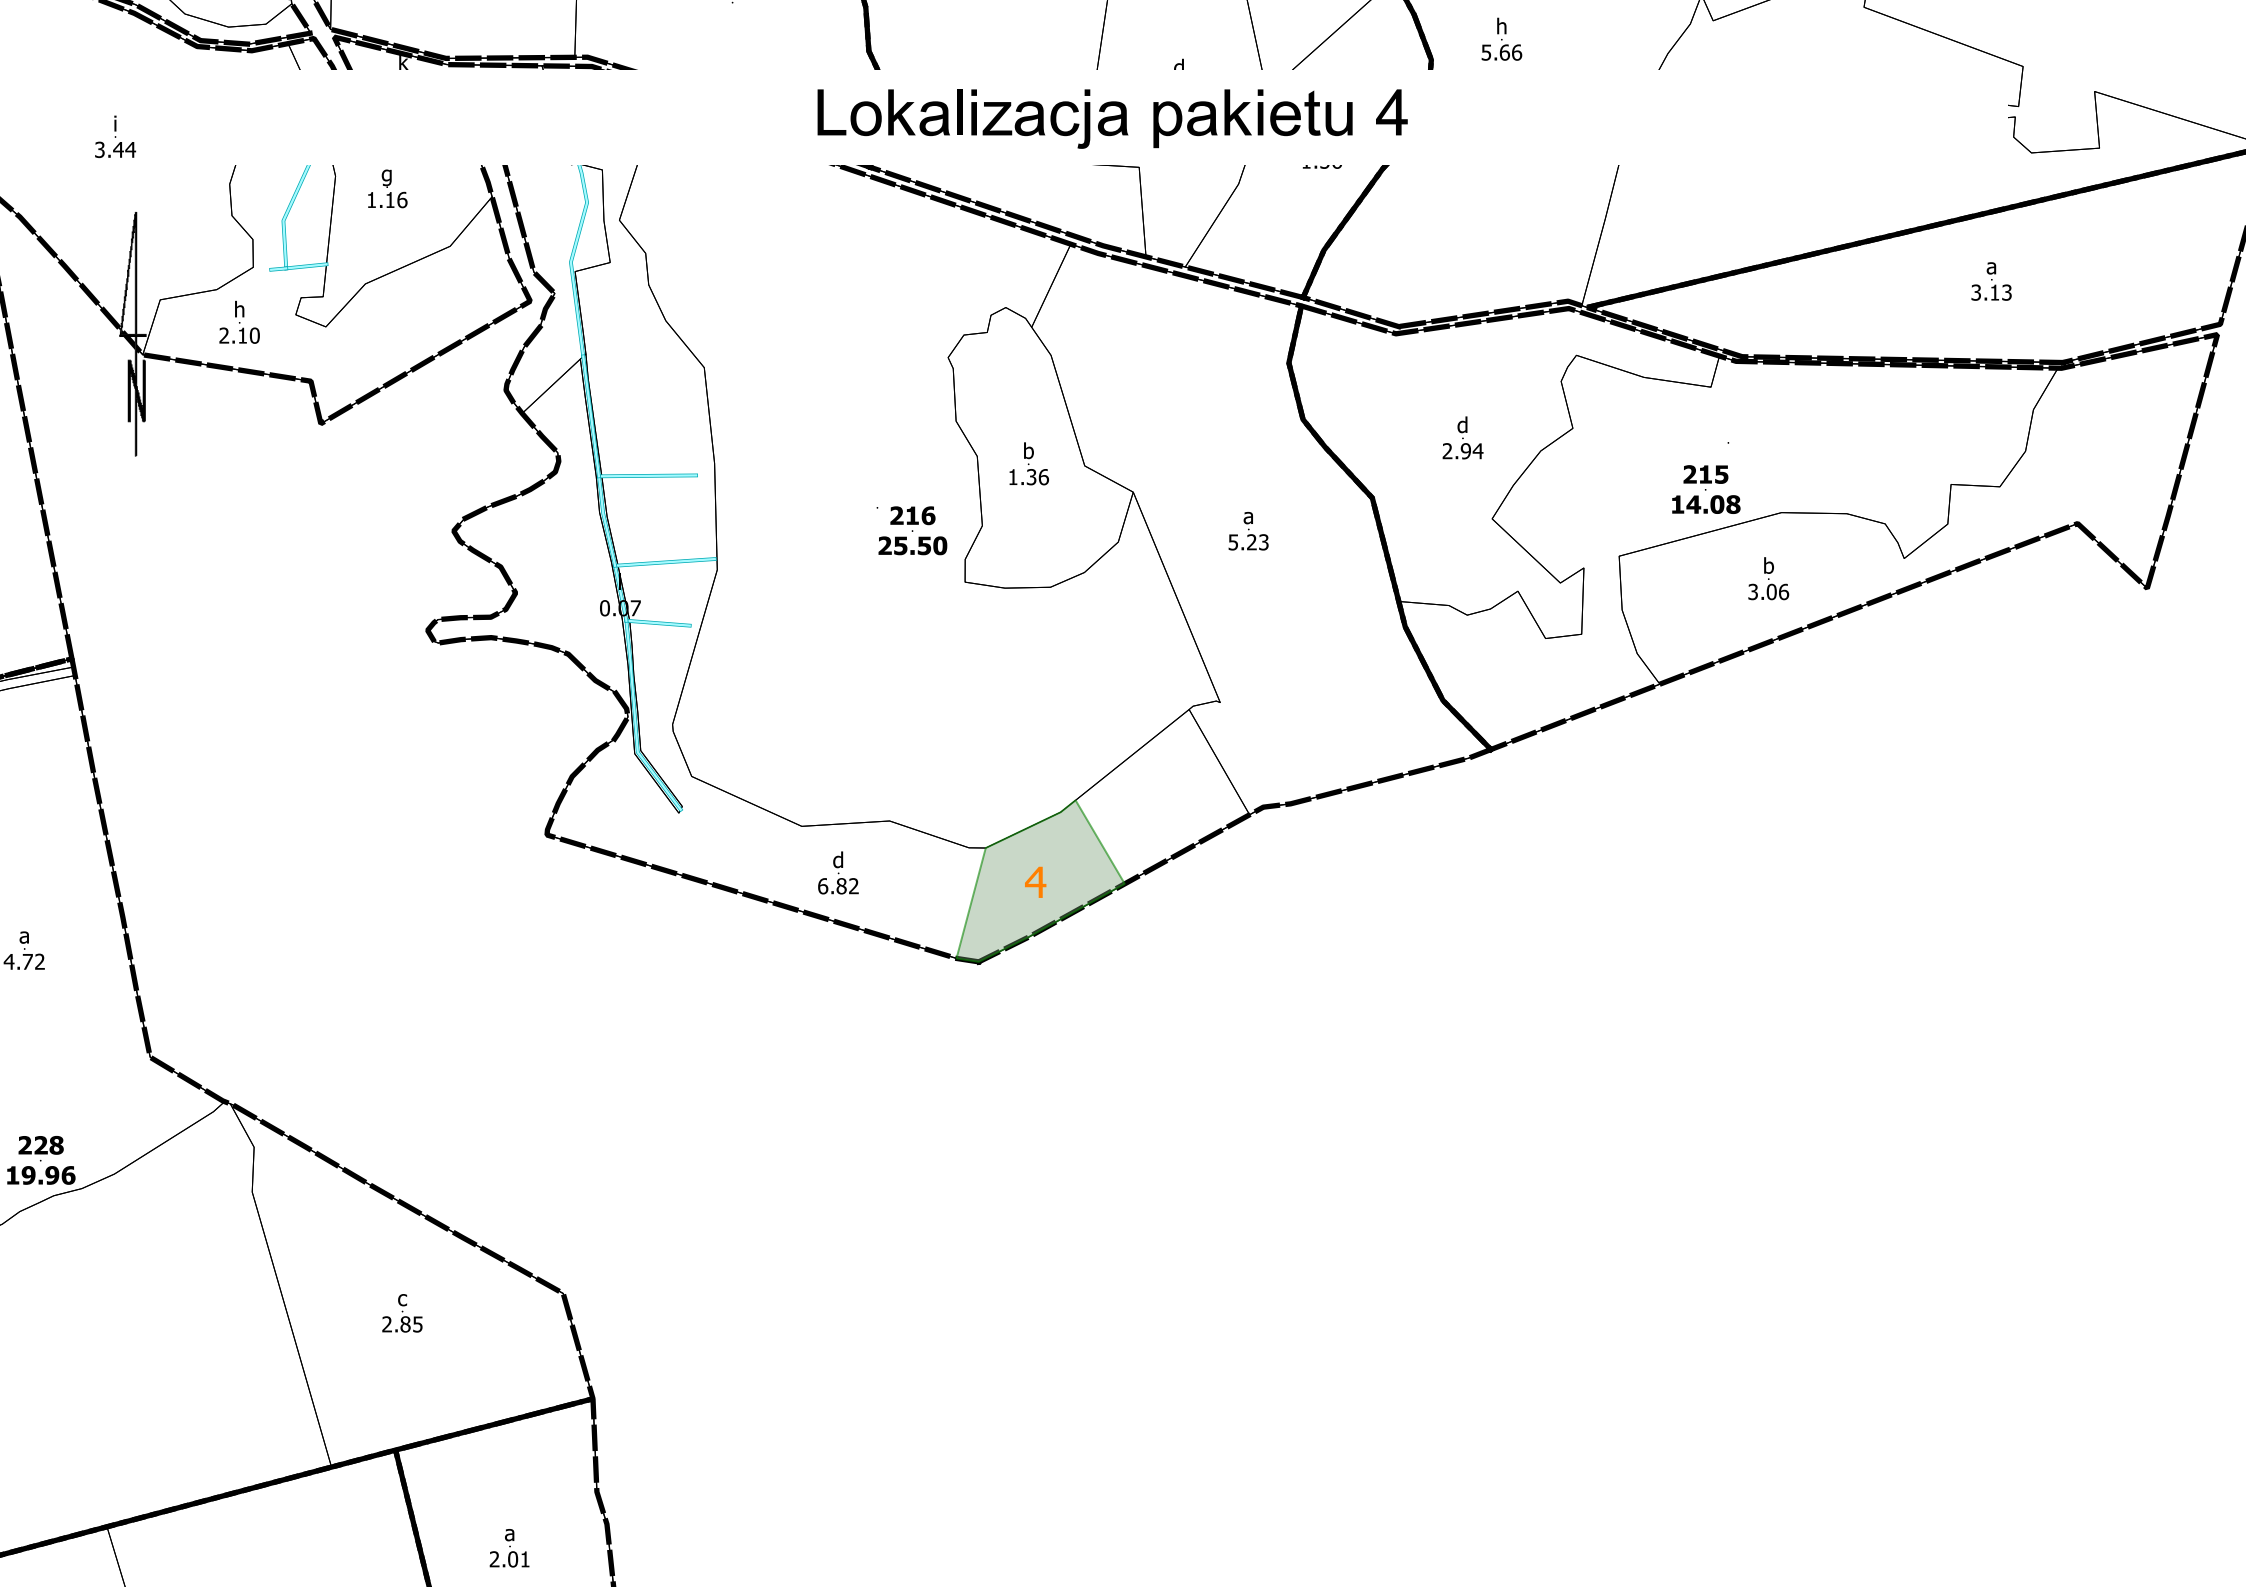 h
5.66
k
d
Lokalizacja pakietu 4
i
3.44
g
1.16
a
3.13
h
2.10
N
d
2.94
b
1.36
215
14.08
216
25.50
a
5.23
b
3.06
0.07
d
6.82
4
a
4.72
228
19.96
c
2.85
a
2.01